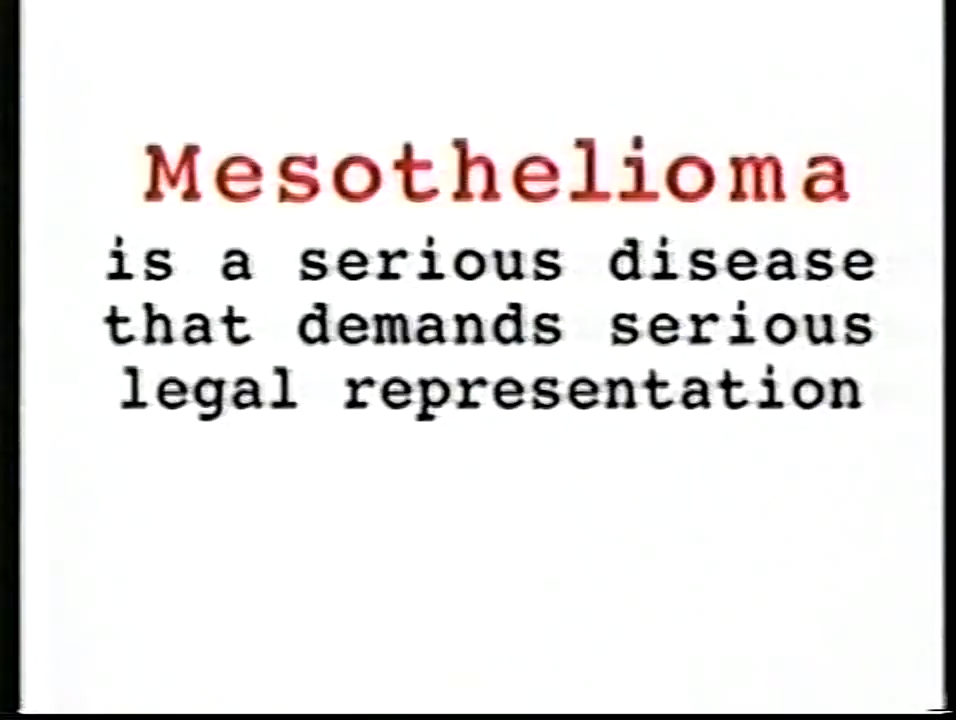 Mesothelioma
is a serious disease
that demands serious
legal representation